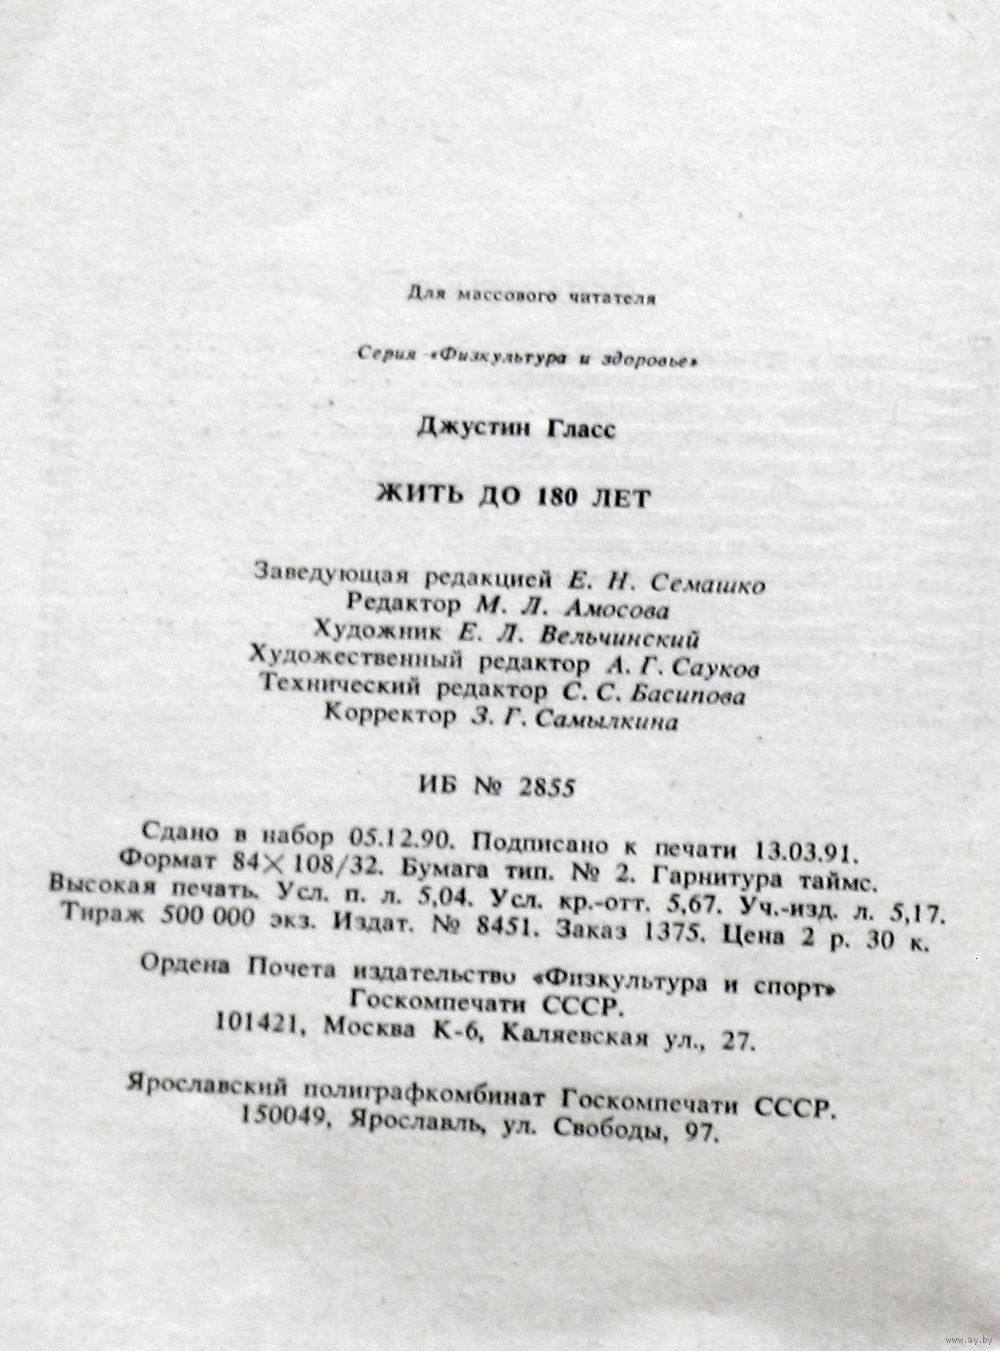 Для массового читателя
Серия «Физкультура и здоровье»
Джустин Гласс
ЖИТЬ ДО 180 ЛЕТ
Заведующая редакцией Е. Н. Семашко
Редактор М. Л. Амосова
Художник Е. Л. Вельчинский
Художественный редактор А. Г. Сауков
Технический редактор С. С. Басипова
Корректор З. Г. Самылкина
ИБ № 2855
Сдано в набор 05.12.90. Подписано к печати 13.03.91.
Формат 84×108/32. Бумага тип. № 2. Гарнитура таймс.
Высокая печать. Усл. п. л. 5,04. Усл. кр.-отт. 5,67. Уч.-изд. л. 5,17.
Тираж 500 000 экз. Издат. № 8451. Заказ 1375. Цена 2 р. 30 к.
Ордена Почета издательство «Физкультура и спорт»
Госкомпечати СССР.
101421, Москва К-6, Каляевская ул., 27.
Ярославский полиграфкомбинат Госкомпечати СССР.
150049, Ярославль, ул. Свободы, 97.
www.ay.by